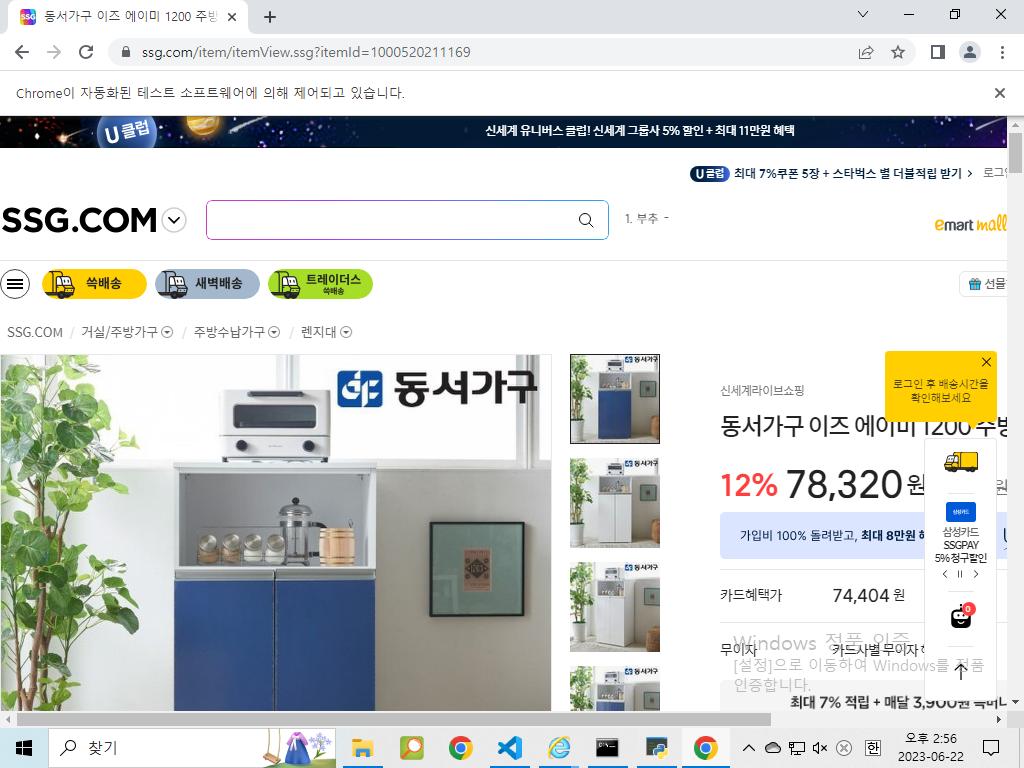 동서가구 이즈 에이미 1200 주방
ssg.com/item/itemView.ssg?itemId=1000520211169
Chrome이 자동화된 테스트 소프트웨어에 의해 제어되고 있습니다.
U 클럽
신세계 유니버스 클럽! 신세계 그룹사 5% 할인 + 최대 11만원 혜택
U 클럽 최대 7%쿠폰 5장 + 스타벅스 별 더블적립 받기 >
SSG.COM
1. 부추 -
emart mall
쓱배송
새벽배송
트레이더스
쓱배송
선물
SSG.COM / 거실/주방가구 / 주방수납가구 / 렌지대
동서가구
로그인 후 배송시간을
확인해보세요
신세계라이브쇼핑
동서가구 이즈 에이미 1200 주방
12% 78,320원
가입비 100% 돌려받고, 최대 8만원
삼성카드
삼성카드
SSGPAY
5% 청구할인
카드혜택가 74,404 원
0
무이자 카드사별 무이자
Windows 정품 인증
[설정]으로 이동하여 Windows를 정품
인증합니다.
최대 7% 적립 + 매달 3,900원
찾기
오후 2:56
한
2023-06-22